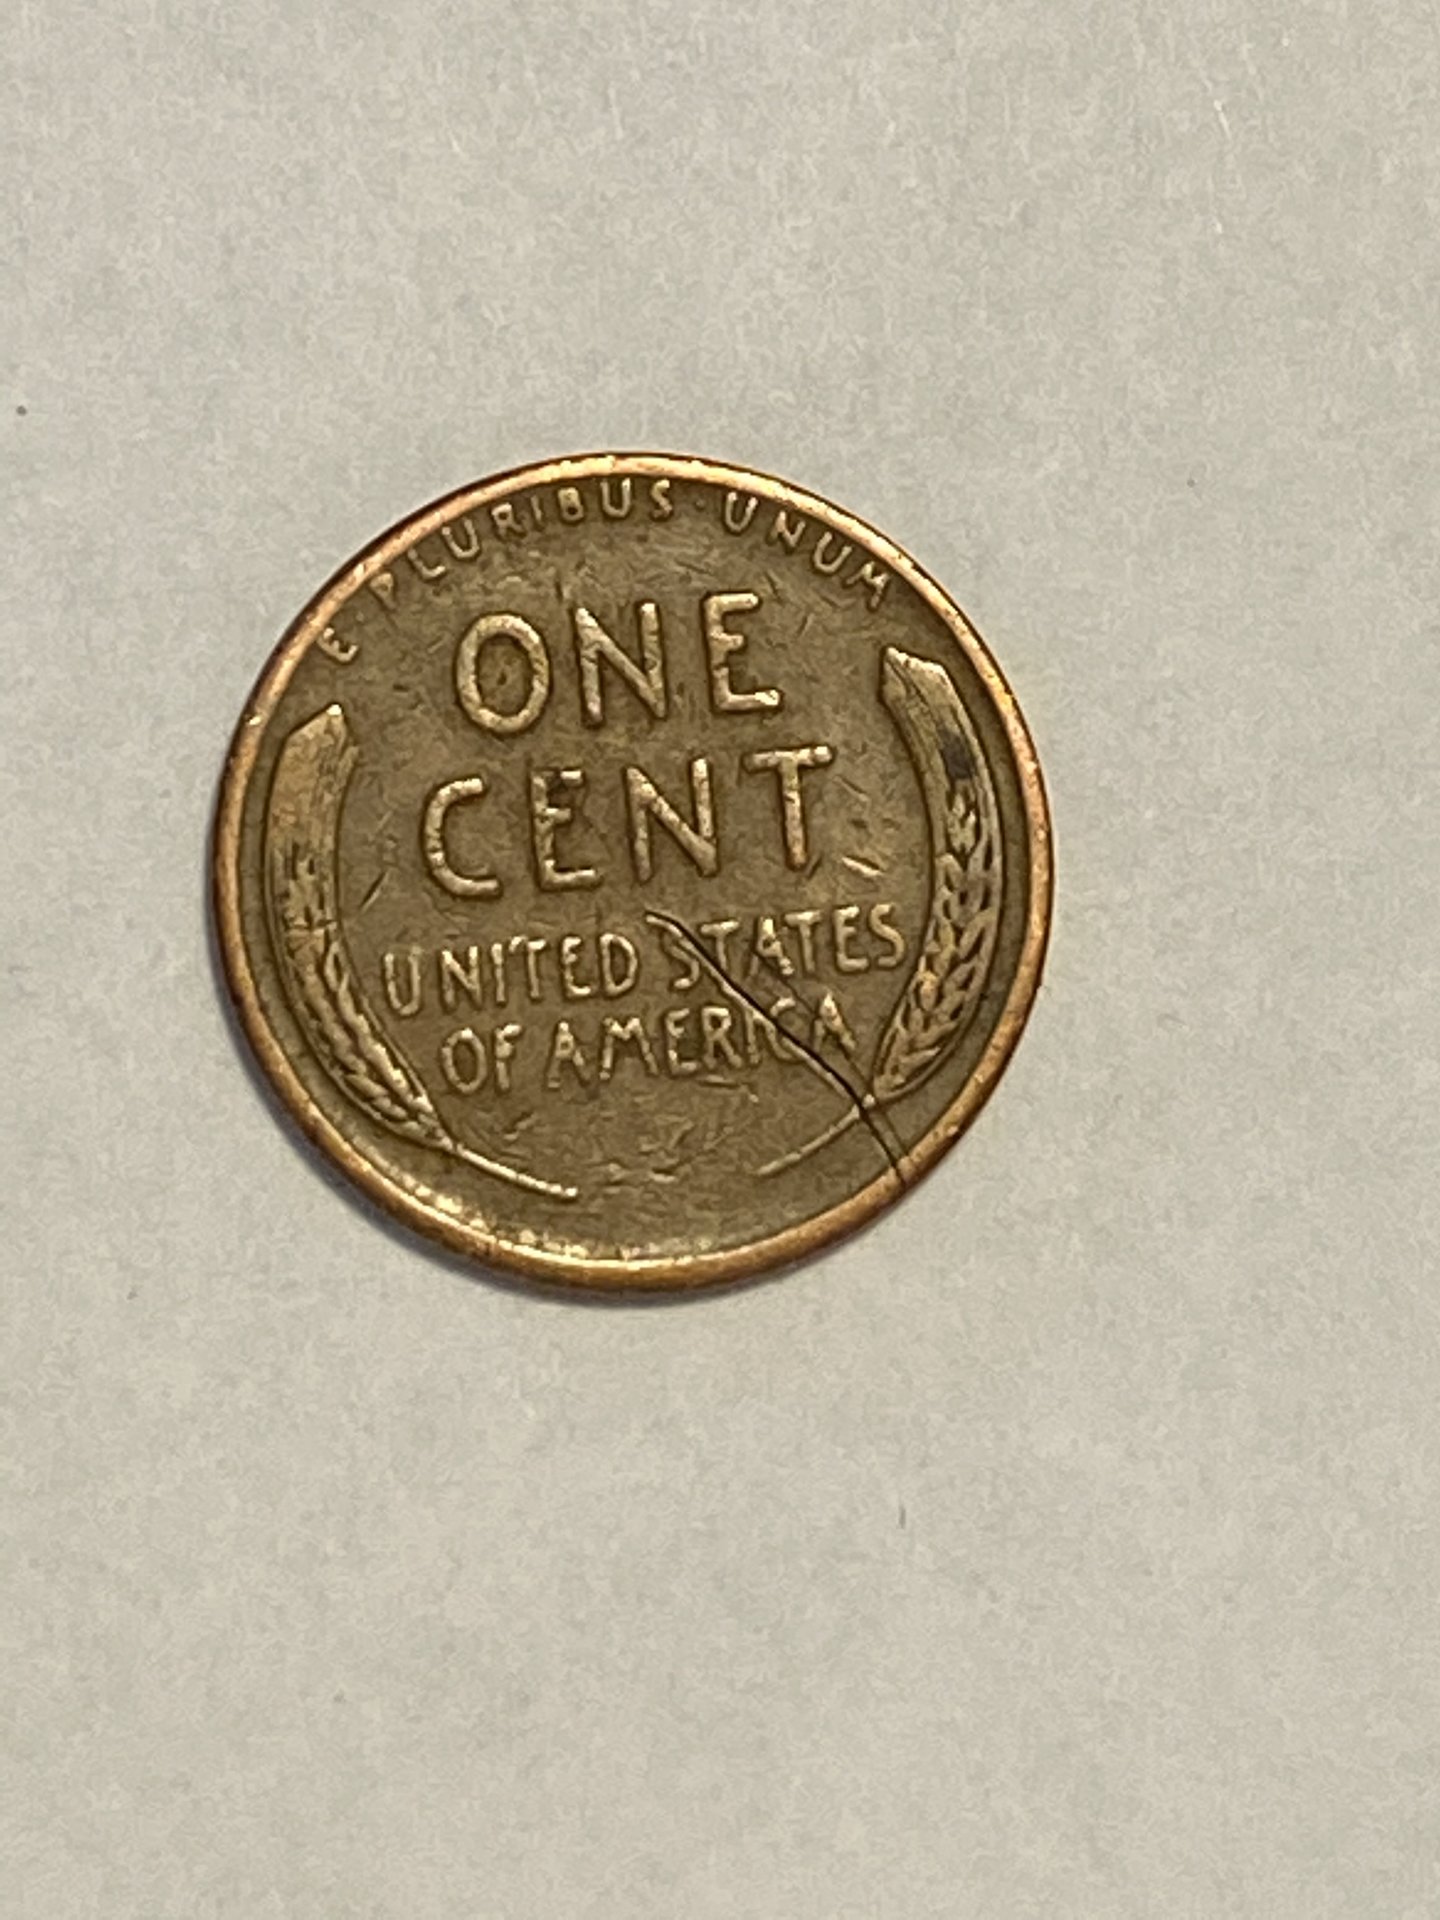 E·PLURIBUS·UNUM
ONE
CENT
UNITED STATES
OF AMERICA